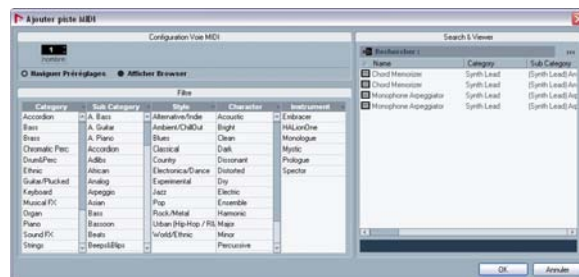 Ajouter piste MIDI
Configuration Voie MIDI
1
nombre
Naviguer Préréglages Afficher Browser
Filtre
Category Sub Category Style Character Instrument
Accordion A. Bass Alternative/Indie Acoustic Embracer
Bass A. Guitar Ambient/ChillOut Bright HALionOne
Brass A. Piano Blues Clean Monologue
Chromatic Perc Accordion Classical Dark Mystic
Drum&Perc Adlibs Country Dissonant Prologue
Ethnic African Electronica/Dance Distorted Spector
Guitar/Plucked Analog Experimental Dry
Keyboard Arpeggio Jazz Electric
Musical FX Asian Pop Ensemble
Organ Bass Rock/Metal Harmonic
Piano Bassoon Urban (Hip-Hop / R& Major
Sound FX Beats World/Ethnic Minor
Strings Beeps&Blips Percussive
Search & Viewer
Rechercher :
Name Category Sub Category
Chord Memorizer Synth Lead (Synth Lead) An
Chord Memorizer Synth Lead (Synth Lead) An
Monophone Arpeggiator Synth Lead (Synth Lead) Arp
Monophone Arpeggiator Synth Lead (Synth Lead) Arp
OK Annuler